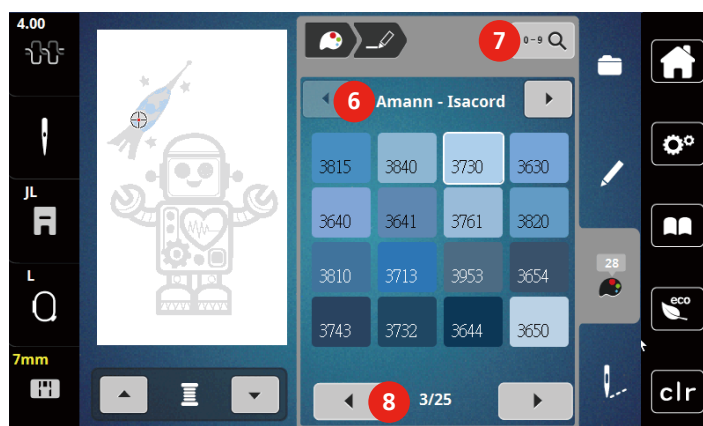 4.00
7
0-9
6
Amann - Isacord
3815 3840 3730 3630
JL
3640 3641 3761 3820
28
L
3810 3713 3953 3654
eco
3743 3732 3644 3650
7mm
8
3/25
clr